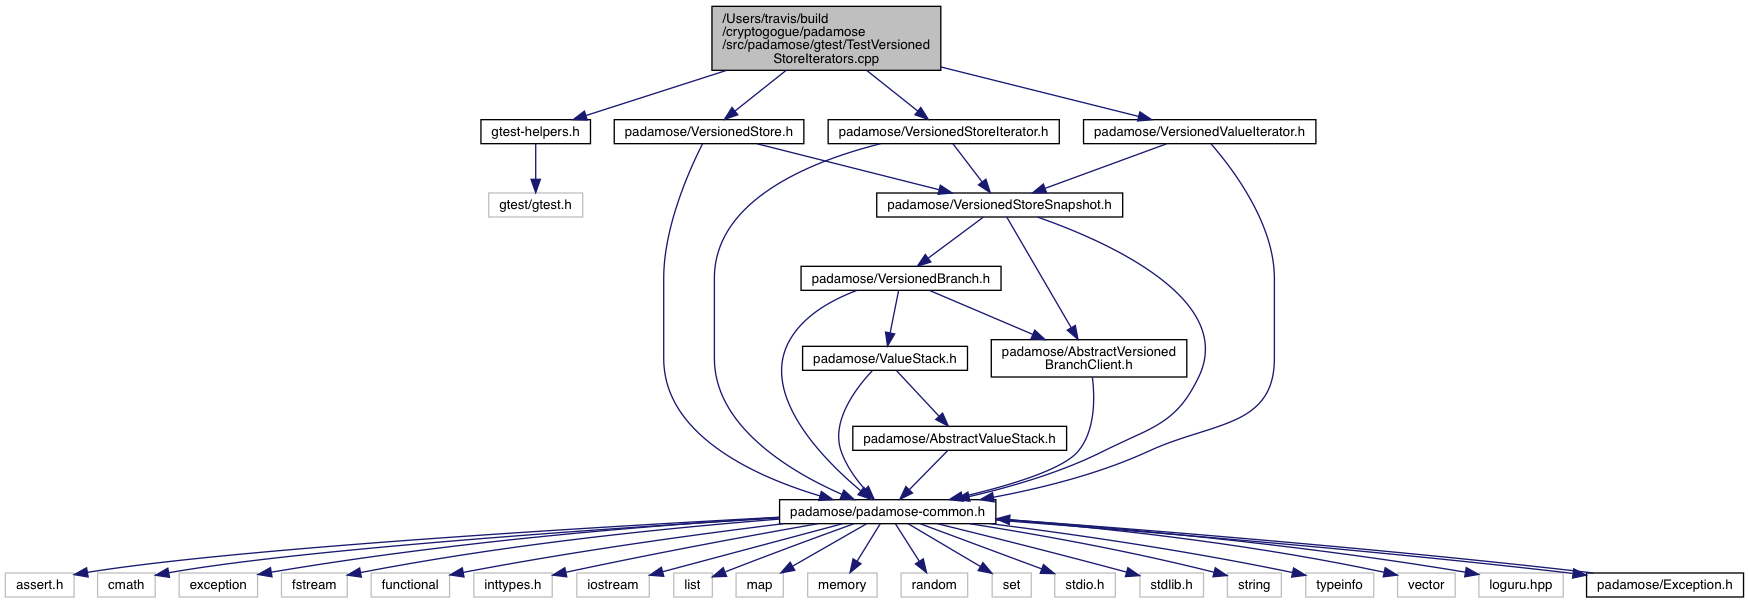 /Users/travis/build
/cryptogogue/padamose
/src/padamose/gtest/TestVersioned
StoreIterators.cpp
gtest-helpers.h
padamose/VersionedStore.h
padamose/VersionedStoreIterator.h
padamose/VersionedValueIterator.h
gtest/gtest.h
padamose/VersionedStoreSnapshot.h
padamose/VersionedBranch.h
padamose/ValueStack.h
padamose/AbstractVersioned
BranchClient.h
padamose/AbstractValueStack.h
padamose/padamose-common.h
assert.h
cmath
exception
fstream
functional
inttypes.h
iostream
list
map
memory
random
set
stdio.h
stdlib.h
string
typeinfo
vector
loguru.hpp
padamose/Exception.h